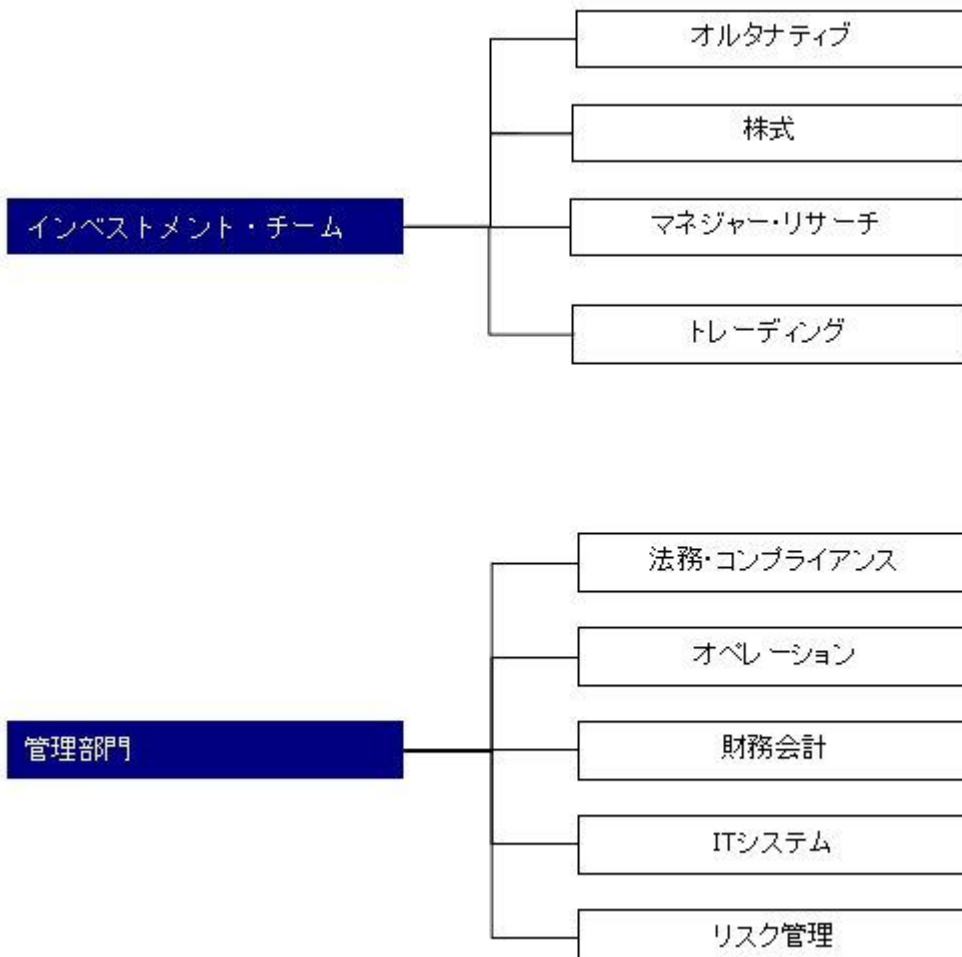 オルタナティブ
株式
インベストメント・チーム
マネジャー・リサーチ
トレーディング
法務・コンプライアンス
オペレーション
管理部門
財務会計
ITシステム
リスク管理